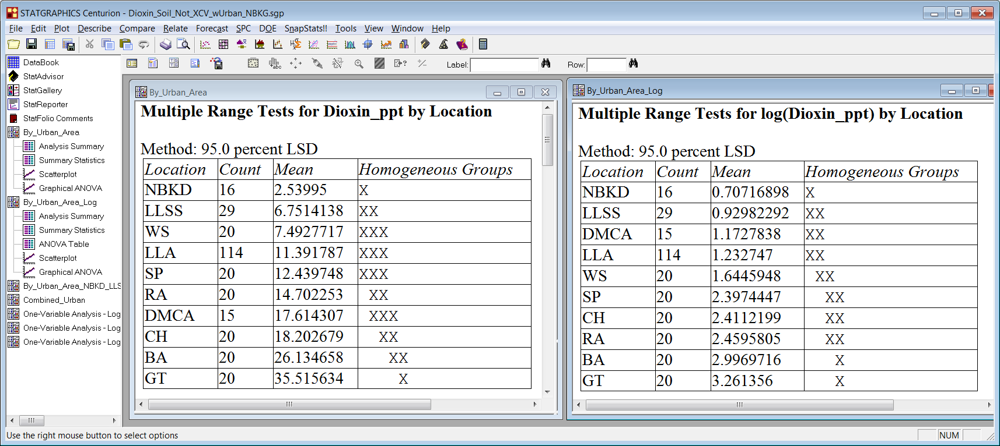 STATGRAPHICS Centurion - Dioxin_Soil_Not_XCV_wUrban_NBKG.sgp
File Edit Plot Describe Compare Relate Forecast SPC DOE SnapStats!! Tools View Window Help
Label: Row:
DataBook
StatAdvisor
StatGallery
StatReporter
StatFolio Comments
By_Urban_Area
Analysis Summary
Summary Statistics
Scatterplot
Graphical ANOVA
By_Urban_Area_Log
Analysis Summary
Summary Statistics
ANOVA Table
Scatterplot
Graphical ANOVA
By_Urban_Area_NBKD_LLS
Combined_Urban
One-Variable Analysis - Log
One-Variable Analysis - Log
One-Variable Analysis - Log
By_Urban_Area
Multiple Range Tests for Dioxin_ppt by Location
Method: 95.0 percent LSD
Location Count Mean Homogeneous Groups
NBKD 16 2.53995 X
LLSS 29 6.7514138 XX
WS 20 7.4927717 XXX
LLA 114 11.391787 XXX
SP 20 12.439748 XXX
RA 20 14.702253 XX
DMCA 15 17.614307 XXX
CH 20 18.202679 XX
BA 20 26.134658 XX
GT 20 35.515634 X
By_Urban_Area_Log
Multiple Range Tests for log(Dioxin_ppt) by Location
Method: 95.0 percent LSD
Location Count Mean Homogeneous Groups
NBKD 16 0.70716898 X
LLSS 29 0.92982292 XX
DMCA 15 1.1727838 XX
LLA 114 1.232747 XX
WS 20 1.6445948 XX
SP 20 2.3974447 XX
CH 20 2.4112199 XX
RA 20 2.4595805 XX
BA 20 2.9969716 X
GT 20 3.261356 X
Use the right mouse button to select options
NUM